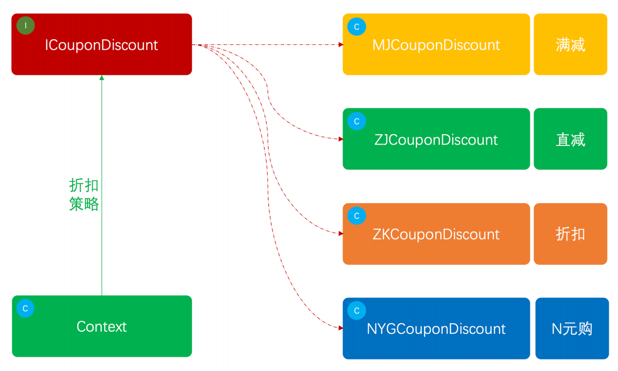 I
ICouponDiscount
C
MJCouponDiscount
满减
C
ZJCouponDiscount
直减
折扣
策略
C
ZKCouponDiscount
折扣
C
Context
C
NYGCouponDiscount
N元购